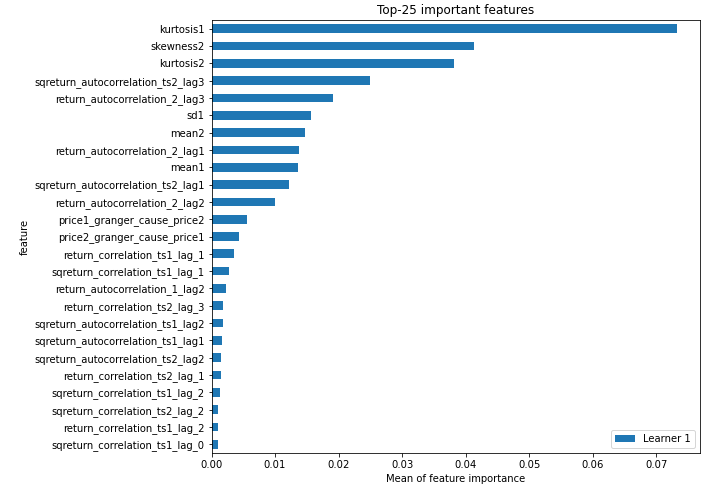 Top-25 important features
kurtosis1
skewness2
kurtosis2
sqreturn_autocorrelation_ts2_lag3
return_autocorrelation_2_lag3
sd1
mean2
return_autocorrelation_2_lag1
mean1
sqreturn_autocorrelation_ts2_lag1
return_autocorrelation_2_lag2
price1_granger_cause_price2
price2_granger_cause_price1
return_correlation_ts1_lag_1
sqreturn_correlation_ts1_lag_1
return_autocorrelation_1_lag2
return_correlation_ts2_lag_3
sqreturn_autocorrelation_ts1_lag2
sqreturn_autocorrelation_ts1_lag1
sqreturn_autocorrelation_ts2_lag2
return_correlation_ts2_lag_1
sqreturn_correlation_ts1_lag_2
sqreturn_correlation_ts2_lag_2
return_correlation_ts1_lag_2
sqreturn_correlation_ts1_lag_0
feature
Learner 1
0.00 0.01 0.02 0.03 0.04 0.05 0.06 0.07
Mean of feature importance